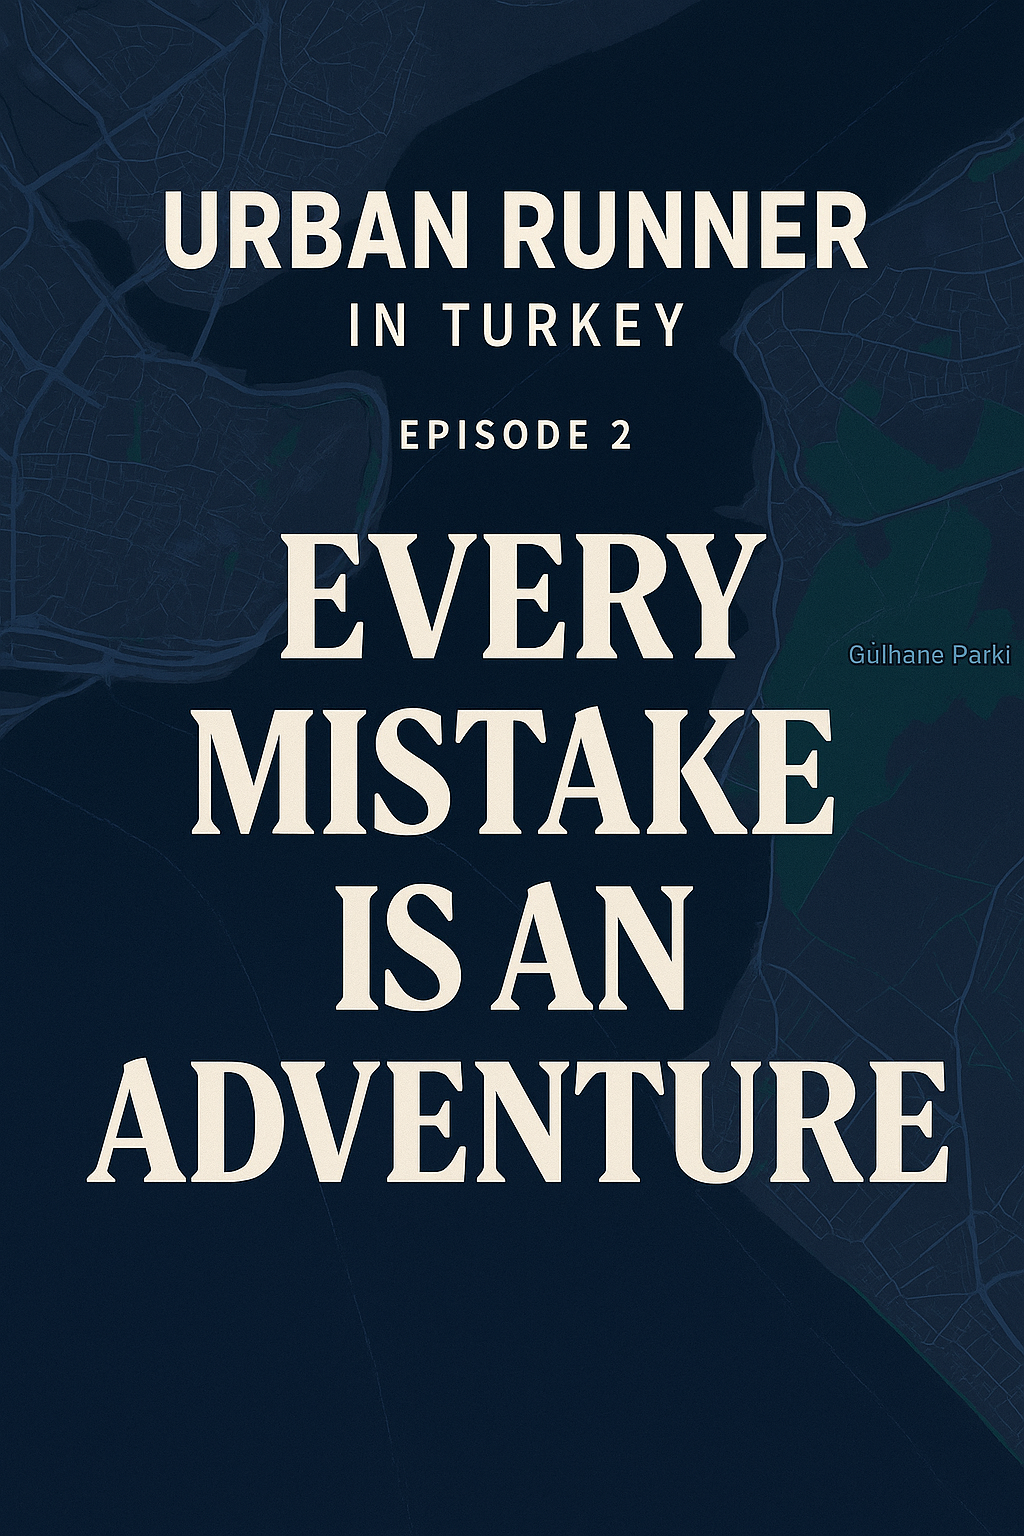 URBAN RUNNER
IN TURKEY
EPISODE 2
EVERY
MISTAKE
IS AN
ADVENTURE
Gülhane Parki